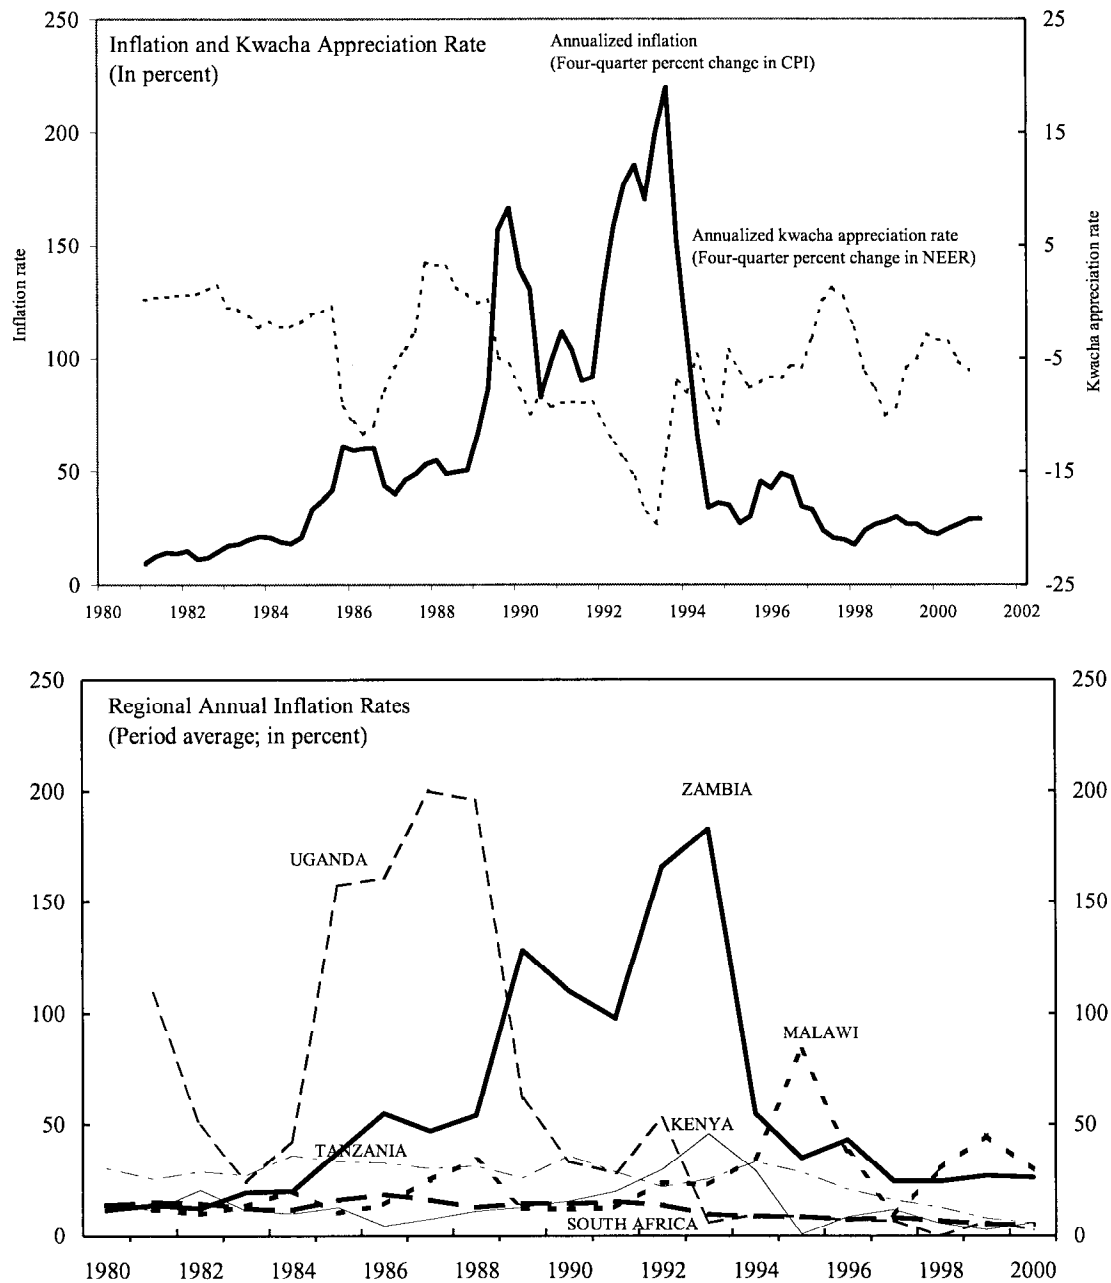 Inflation and Kwacha Appreciation Rate
(In percent)
Annualized inflation
(Four-quarter percent change in CPI)
Annualized kwacha appreciation rate
(Four-quarter percent change in NEER)
Inflation rate
Kwacha appreciation rate
250
200
150
100
50
0
25
15
5
-5
-15
-25
1980 1982 1984 1986 1988 1990 1992 1994 1996 1998 2000 2002
Regional Annual Inflation Rates
(Period average; in percent)
250
200
150
100
50
0
ZAMBIA
UGANDA
MALAWI
KENYA
TANZANIA
SOUTH AFRICA
250
200
150
100
50
0
1980 1982 1984 1986 1988 1990 1992 1994 1996 1998 2000